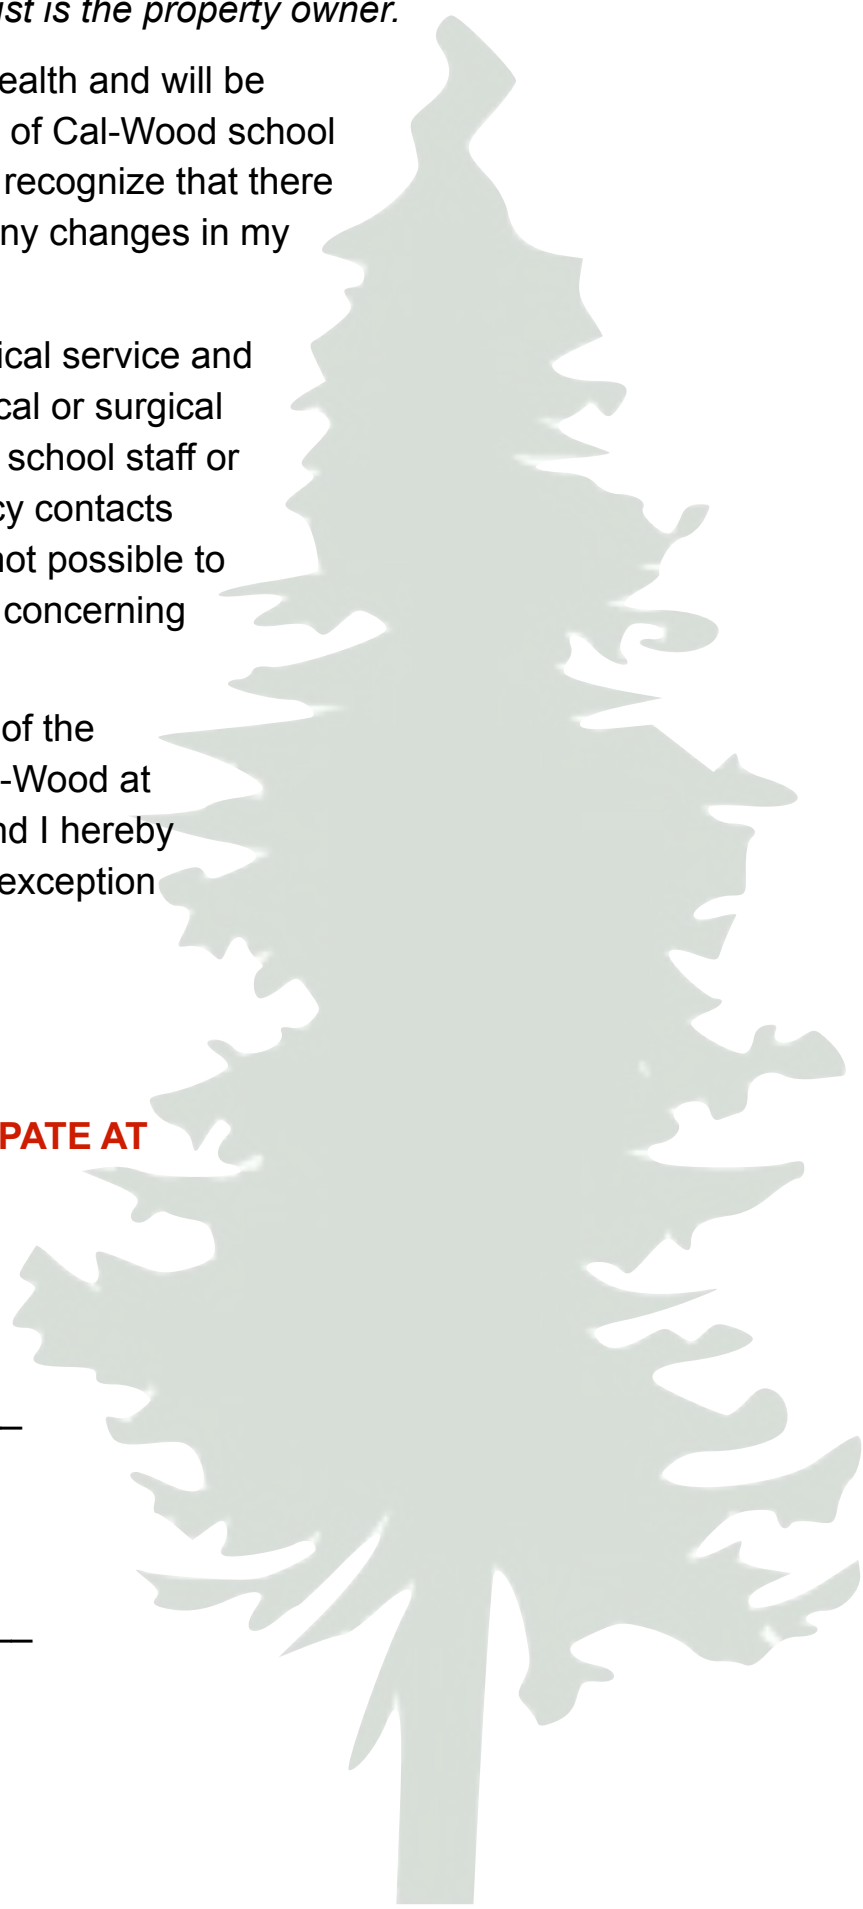 ist is the property owner.
ealth and will be
of Cal-Wood school
recognize that there
ny changes in my
ical service and
cal or surgical
school staff or
cy contacts
not possible to
concerning
of the
-Wood at
nd I hereby
exception
PATE AT
_
__